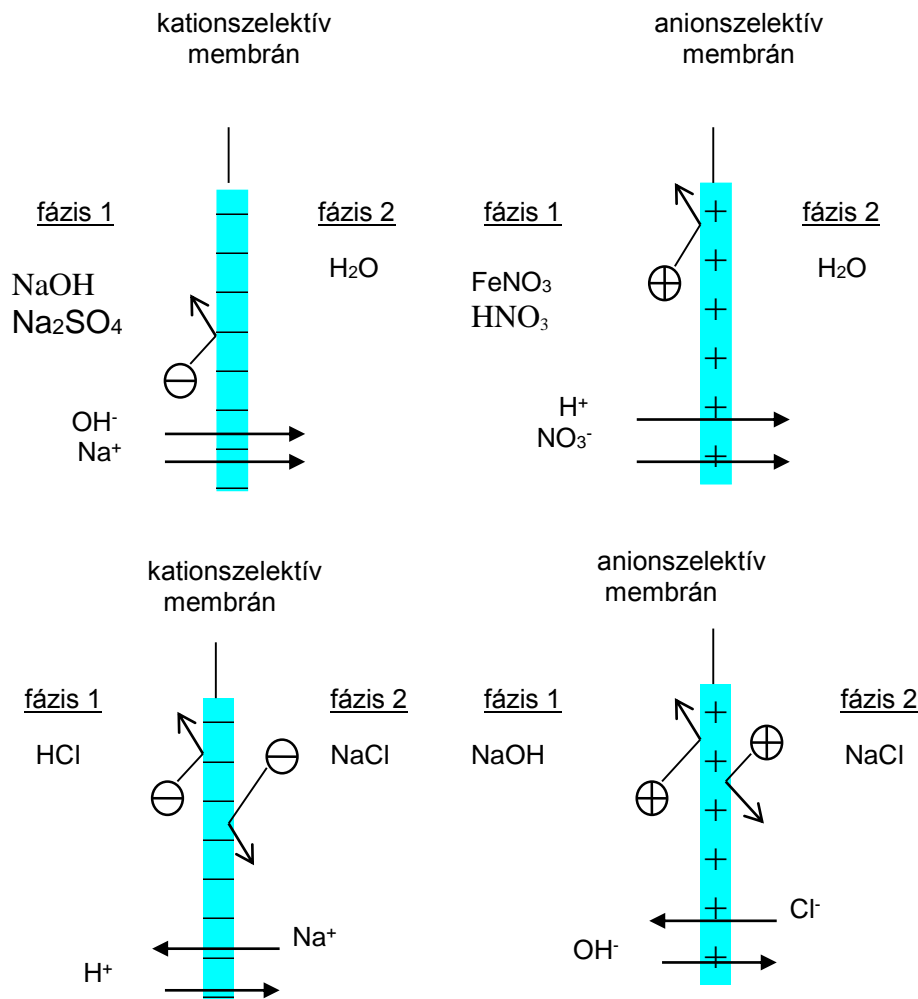 kationszelektív
membrán
fázis 1
fázis 2
NaOH
Na₂SO₄
H₂O
OH⁻
Na⁺
anionszelektív
membrán
fázis 1
fázis 2
FeNO₃
HNO₃
H₂O
H⁺
NO₃⁻
kationszelektív
membrán
fázis 1
fázis 2
HCl
NaCl
Na⁺
H⁺
anionszelektív
membrán
fázis 1
fázis 2
NaOH
NaCl
Cl⁻
OH⁻